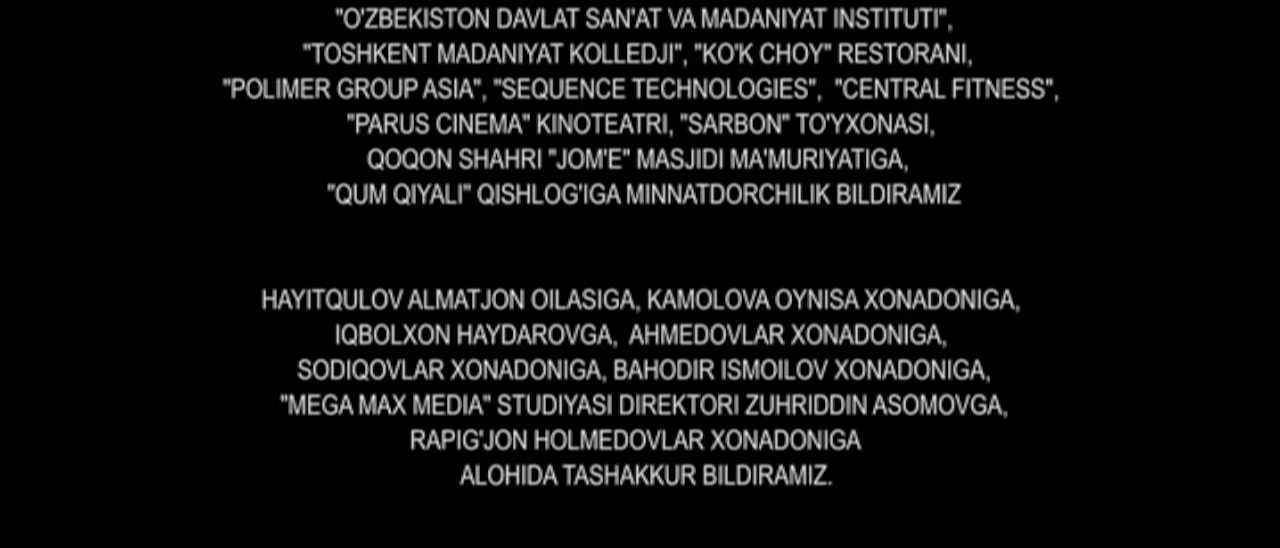 "O'ZBEKISTON DAVLAT SAN'AT VA MADANIYAT INSTITUTI",
"TOSHKENT MADANIYAT KOLLEDJI", "KO'K CHOY" RESTORANI,
"POLIMER GROUP ASIA", "SEQUENCE TECHNOLOGIES", "CENTRAL FITNESS",
"PARUS CINEMA" KINOTEATRI, "SARBON" TO'YXONASI,
QOQON SHAHRI "JOM'E" MASJIDI MA'MURIYATIGA,
"QUM QIYALI" QISHLOG'IGA MINNATDORCHILIK BILDIRAMIZ
HAYITQULOV ALMATJON OILASIGA, KAMOLOVA OYNISA XONADONIGA,
IQBOLXON HAYDAROVGA, AHMEDOVLAR XONADONIGA,
SODIQOVLAR XONADONIGA, BAHODIR ISMOILOV XONADONIGA,
"MEGA MAX MEDIA" STUDIYASI DIREKTORI ZUHRIDDIN ASOMOVGA,
RAPIG'JON HOLMEDOVLAR XONADONIGA
ALOHIDA TASHAKKUR BILDIRAMIZ.